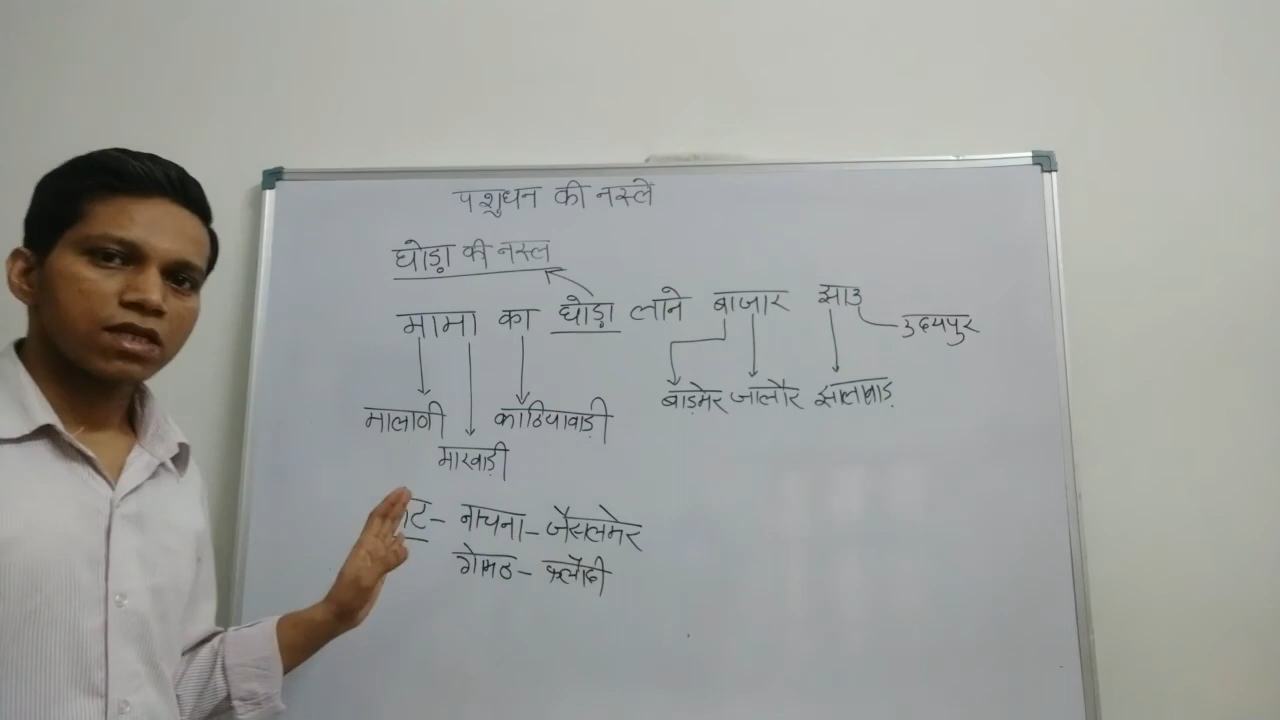 पशुधन की नस्लें
घोड़ा की नस्ल
मामा का घोड़ा लाने बाजार झाउ
उदयपुर
बाड़मेर जालौर झालावाड़
मालाणी काठियावाड़ी
मारवाड़ी
– नाचना – जैसलमेर
गोमठ – फलौदी